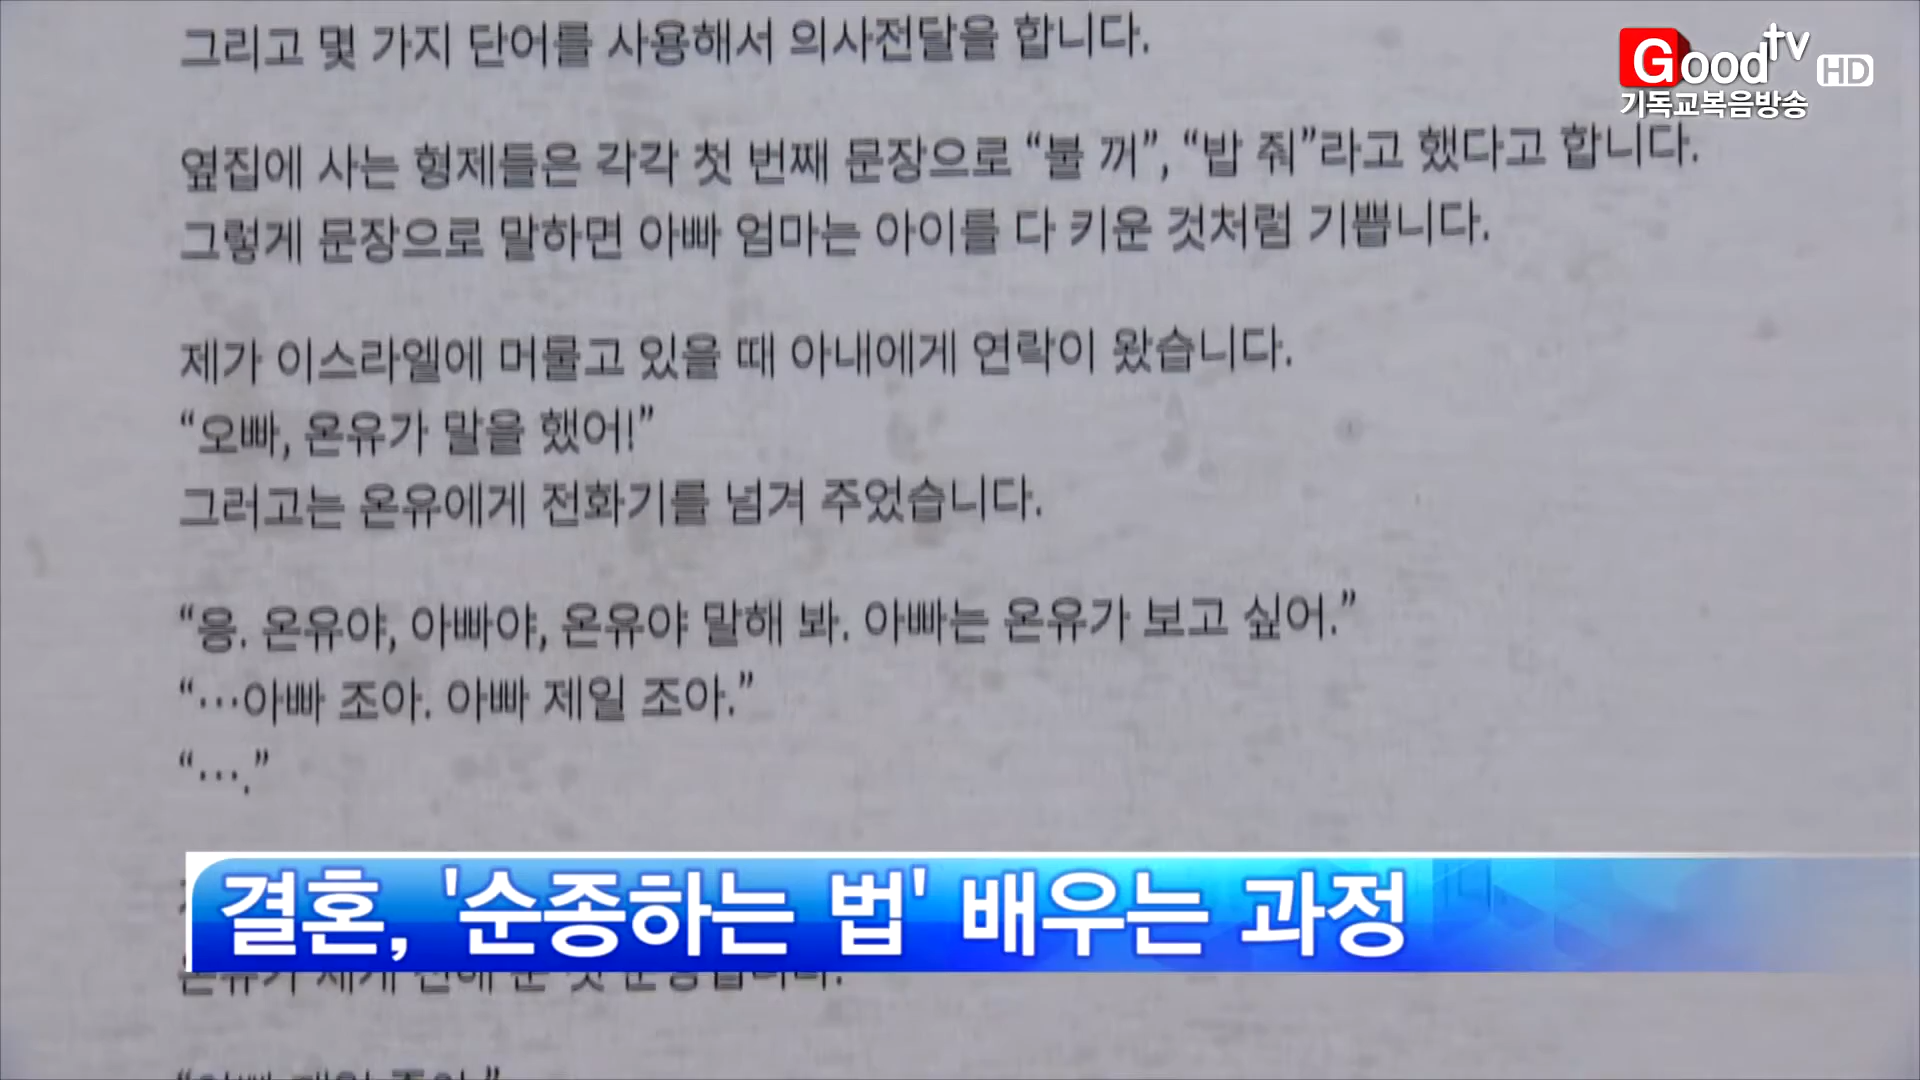 그리고 몇 가지 단어를 사용해서 의사전달을 합니다.
Good tv HD
기독교복음방송
옆집에 사는 형제들은 각각 첫 번째 문장으로 “불 꺼”, “밥 줘”라고 했다고 합니다.
그렇게 문장으로 말하면 아빠 엄마는 아이를 다 키운 것처럼 기쁩니다.
제가 이스라엘에 머물고 있을 때 아내에게 연락이 왔습니다.
“오빠, 온유가 말을 했어!”
그러고는 온유에게 전화기를 넘겨 주었습니다.
“응. 온유야, 아빠야, 온유야 말해 봐. 아빠는 온유가 보고 싶어.”
“…아빠 조아. 아빠 제일 조아.”
“….”
결혼, '순종하는 법' 배우는 과정